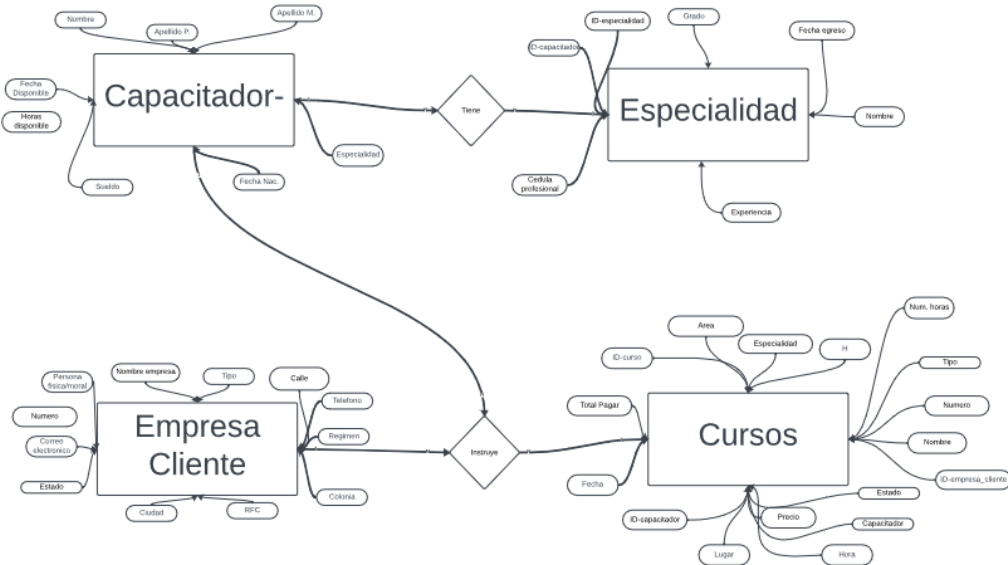 Nombre
Apellido P.
Apellido M.
Fecha
Disponible
Horas
disponible
Sueldo
Capacitador-
Especialidad
Fecha Nac.
Tiene
ID-especialidad
ID-capacitador
Cedula
profesional
Grado
Fecha egreso
Especialidad
Nombre
Experiencia
Persona
fisica/moral
Nombre empresa
Tipo
Calle
Numero
Telefono
Empresa
Cliente
Correo
electronico
Regimen
Estado
Colonia
Ciudad
RFC
Instruye
Area
Especialidad
H
ID-curso
Num. horas
Tipo
Total Pagar
Numero
Cursos
Nombre
Fecha
ID-empresa_cliente
Estado
ID-capacitador
Precio
Capacitador
Lugar
Hora